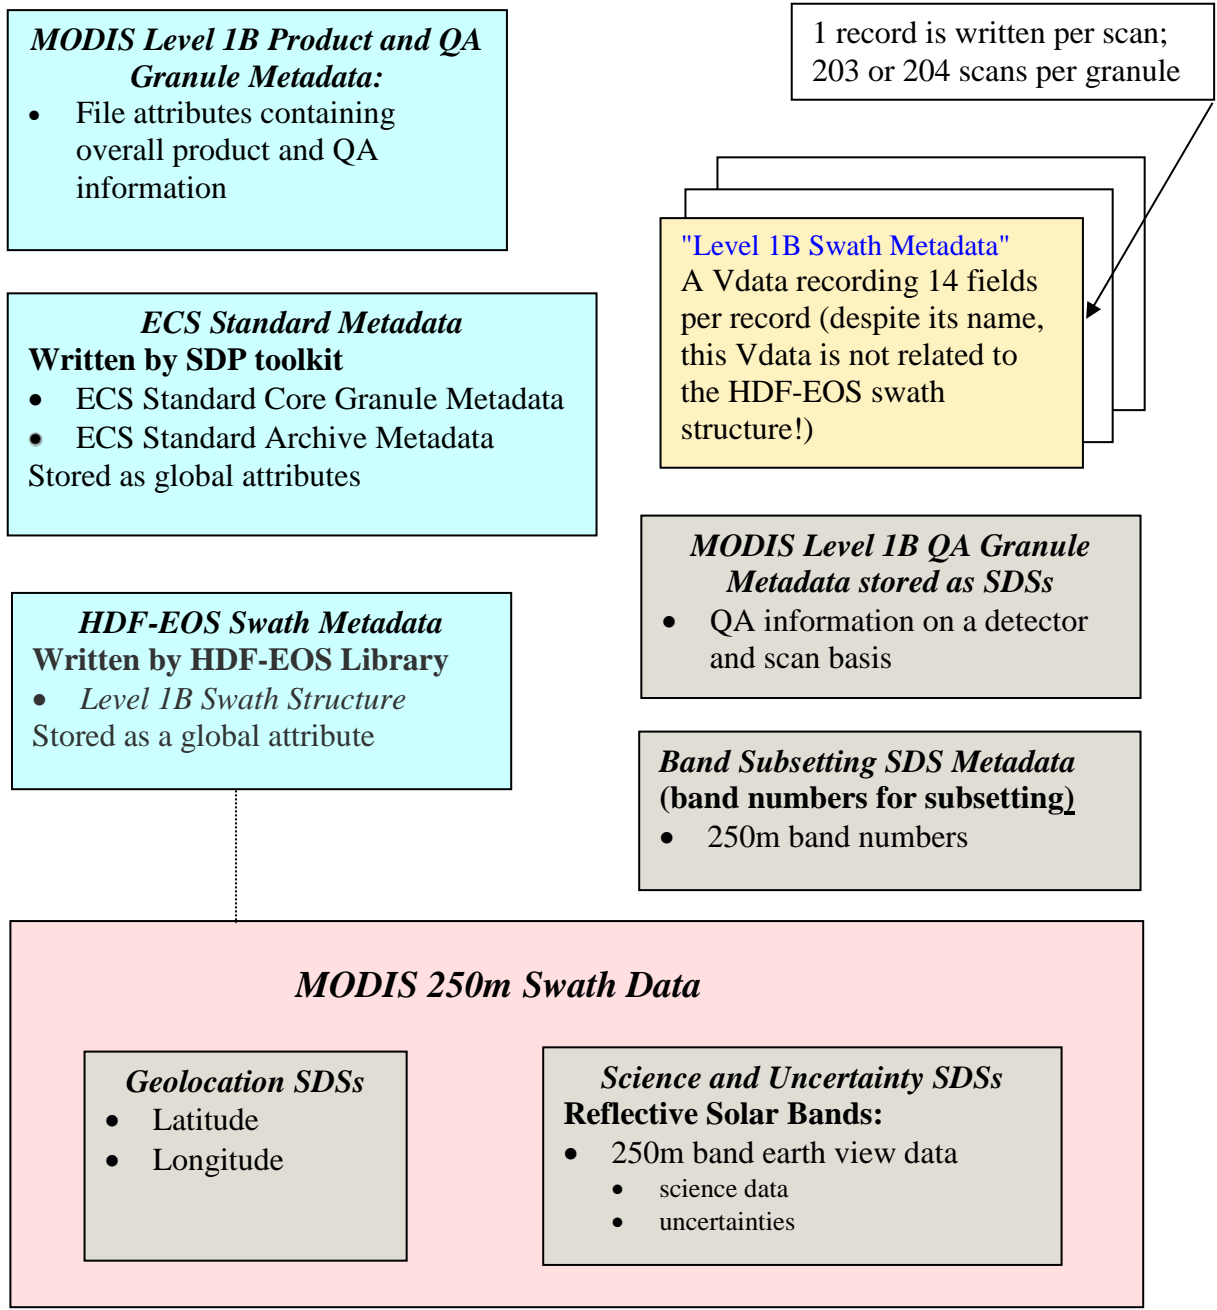 MODIS Level 1B Product and QA
Granule Metadata:
• File attributes containing
overall product and QA
information
1 record is written per scan;
203 or 204 scans per granule
"Level 1B Swath Metadata"
A Vdata recording 14 fields
per record (despite its name,
this Vdata is not related to
the HDF-EOS swath
structure!)
ECS Standard Metadata
Written by SDP toolkit
• ECS Standard Core Granule Metadata
• ECS Standard Archive Metadata
Stored as global attributes
MODIS Level 1B QA Granule
Metadata stored as SDSs
• QA information on a detector
and scan basis
HDF-EOS Swath Metadata
Written by HDF-EOS Library
• Level 1B Swath Structure
Stored as a global attribute
Band Subsetting SDS Metadata
(band numbers for subsetting)
• 250m band numbers
MODIS 250m Swath Data
Geolocation SDSs
• Latitude
• Longitude
Science and Uncertainty SDSs
Reflective Solar Bands:
• 250m band earth view data
• science data
• uncertainties